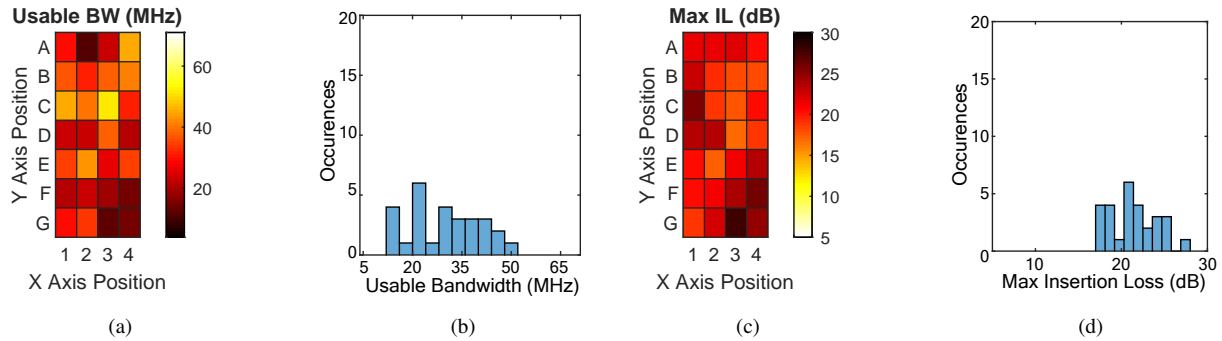 Usable BW (MHz)
Y Axis Position
A
B
C
D
E
F
G
1 2 3 4
X Axis Position
60
40
20
(a)
Occurences
20
15
10
5
0
5 20 35 50 65
Usable Bandwidth (MHz)
(b)
Max IL (dB)
Y Axis Position
A
B
C
D
E
F
G
1 2 3 4
X Axis Position
30
25
20
15
10
5
(c)
Occurences
20
15
10
5
0
10 20 30
Max Insertion Loss (dB)
(d)